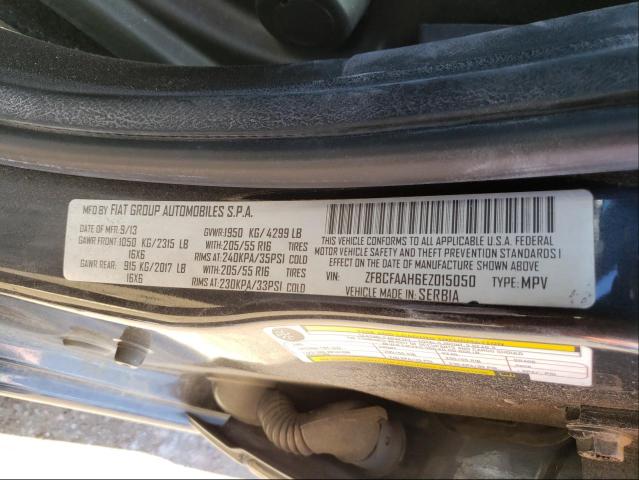 MFD BY FIAT GROUP AUTOMOBILES S.P.A.
DATE OF MFR. 9/13 GVWR: 1950 KG/ 4299 LB
GAWR FRONT: 1050 KG/2315 LB WITH: 205/55 R16 TIRES
16X6 RIMS AT: 240KPA/35PSI COLD
GAWR REAR: 915 KG/2017 LB WITH: 205/55 R16 TIRES
16X6 RIMS AT: 230KPA/33PSI COLD
THIS VEHICLE CONFORMS TO ALL APPLICABLE U.S.A. FEDERAL
MOTOR VEHICLE SAFETY AND THEFT PREVENTION STANDARDS IN
EFFECT ON THE DATE OF MANUFACTURE SHOWN ABOVE.
VIN: ZFBCFAAH6EZ015050 TYPE: MPV
VEHICLE MADE IN: SERBIA